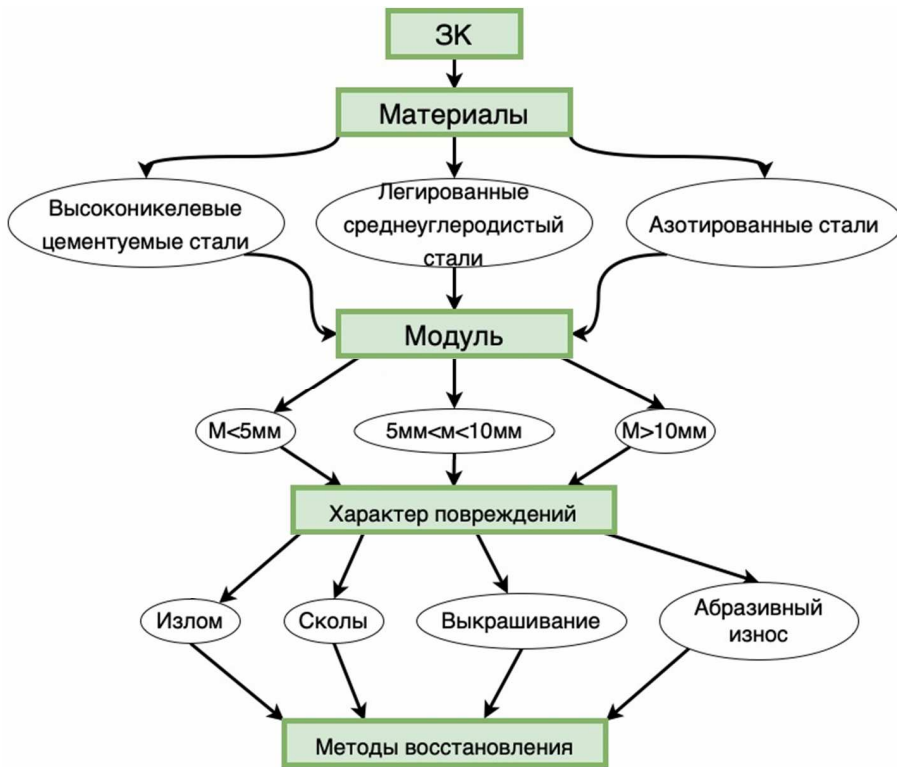 ЗК
Материалы
Высоконикелевые
цементуемые стали
Легированные
среднеуглеродистый
стали
Азотированные стали
Модуль
М<5мм
5мм<м<10мм
М>10мм
Характер повреждений
Излом
Сколы
Выкрашивание
Абразивный
износ
Методы восстановления